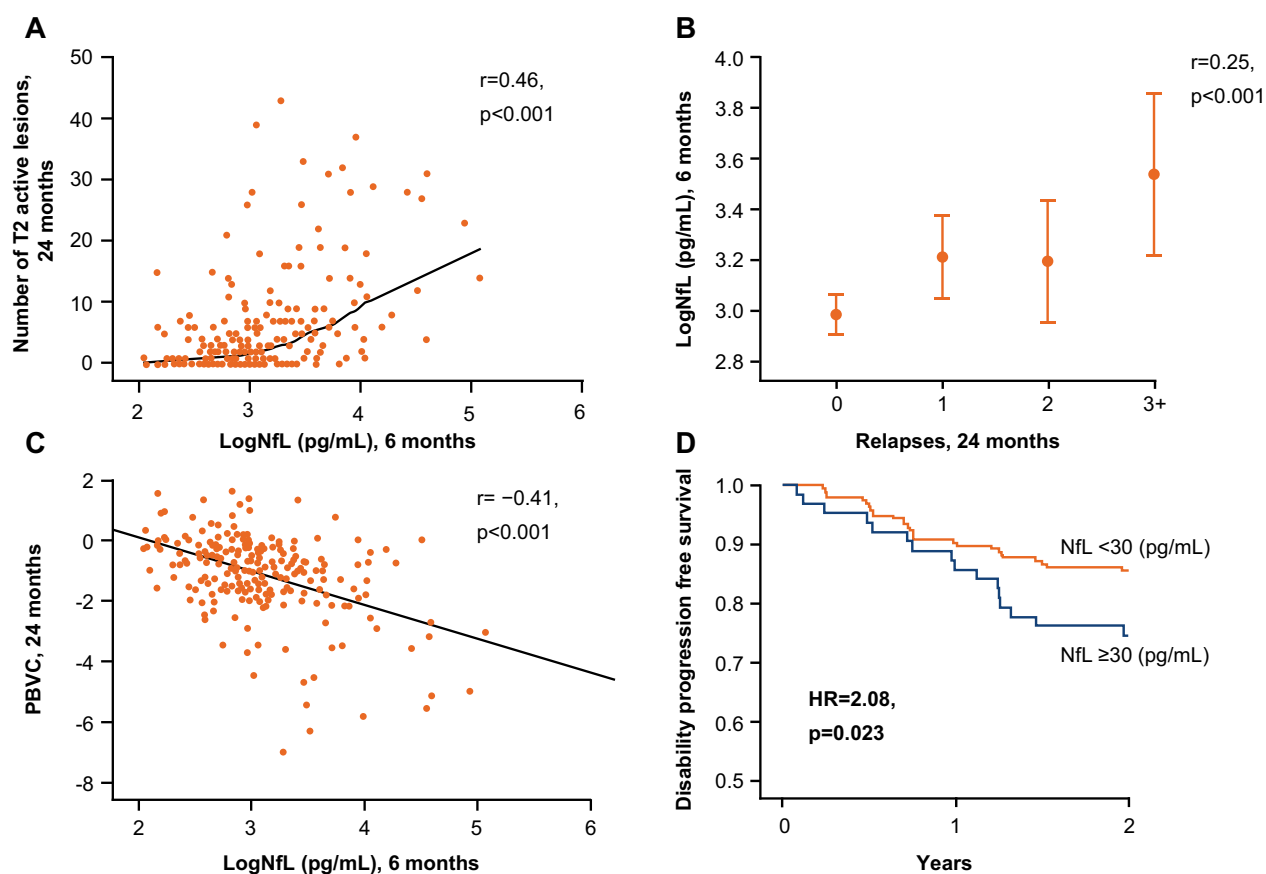 A
Number of T2 active lesions,
24 months
50
40
30
20
10
0
r=0.46,
p<0.001
2 3 4 5 6
LogNfL (pg/mL), 6 months
B
LogNfL (pg/mL), 6 months
4.0
3.8
3.6
3.4
3.2
3.0
2.8
r=0.25,
p<0.001
0 1 2 3+
Relapses, 24 months
C
PBVC, 24 months
2
0
-2
-4
-6
-8
r= −0.41,
p<0.001
2 3 4 5 6
LogNfL (pg/mL), 6 months
D
Disability progression free survival
1.0
0.9
0.8
0.7
0.6
0.5
NfL <30 (pg/mL)
NfL ≥30 (pg/mL)
HR=2.08,
p=0.023
0 1 2
Years